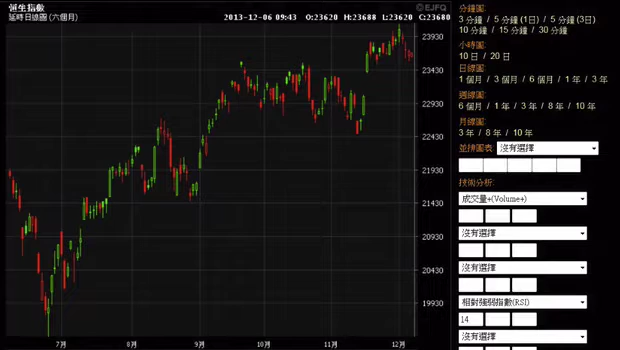 恒生指數
延時日線圖 (六個月)
©EJFQ
2013-12-06 09:43 O:23620 H:23688 L:23620 C:23680
23930
23430
22930
22430
21930
21430
20930
20430
19930
7月 8月 9月 10月 11月 12月
分鐘圖:
3 分鐘 / 5 分鐘 (1日) / 5 分鐘 (3日)
10 分鐘 / 15 分鐘 / 30 分鐘
小時圖:
10 日 / 20 日
日線圖:
1 個月 / 3 個月 / 6 個月 / 1 年 / 3 年
週線圖:
6 個月 / 1 年 / 3 年 / 8 年 / 10 年
月線圖:
3 年 / 8 年 / 10 年
並排圖表: 沒有選擇
技術分析:
成交量+(Volume+)
沒有選擇
沒有選擇
相對強弱指數(RSI)
14
沒有選擇